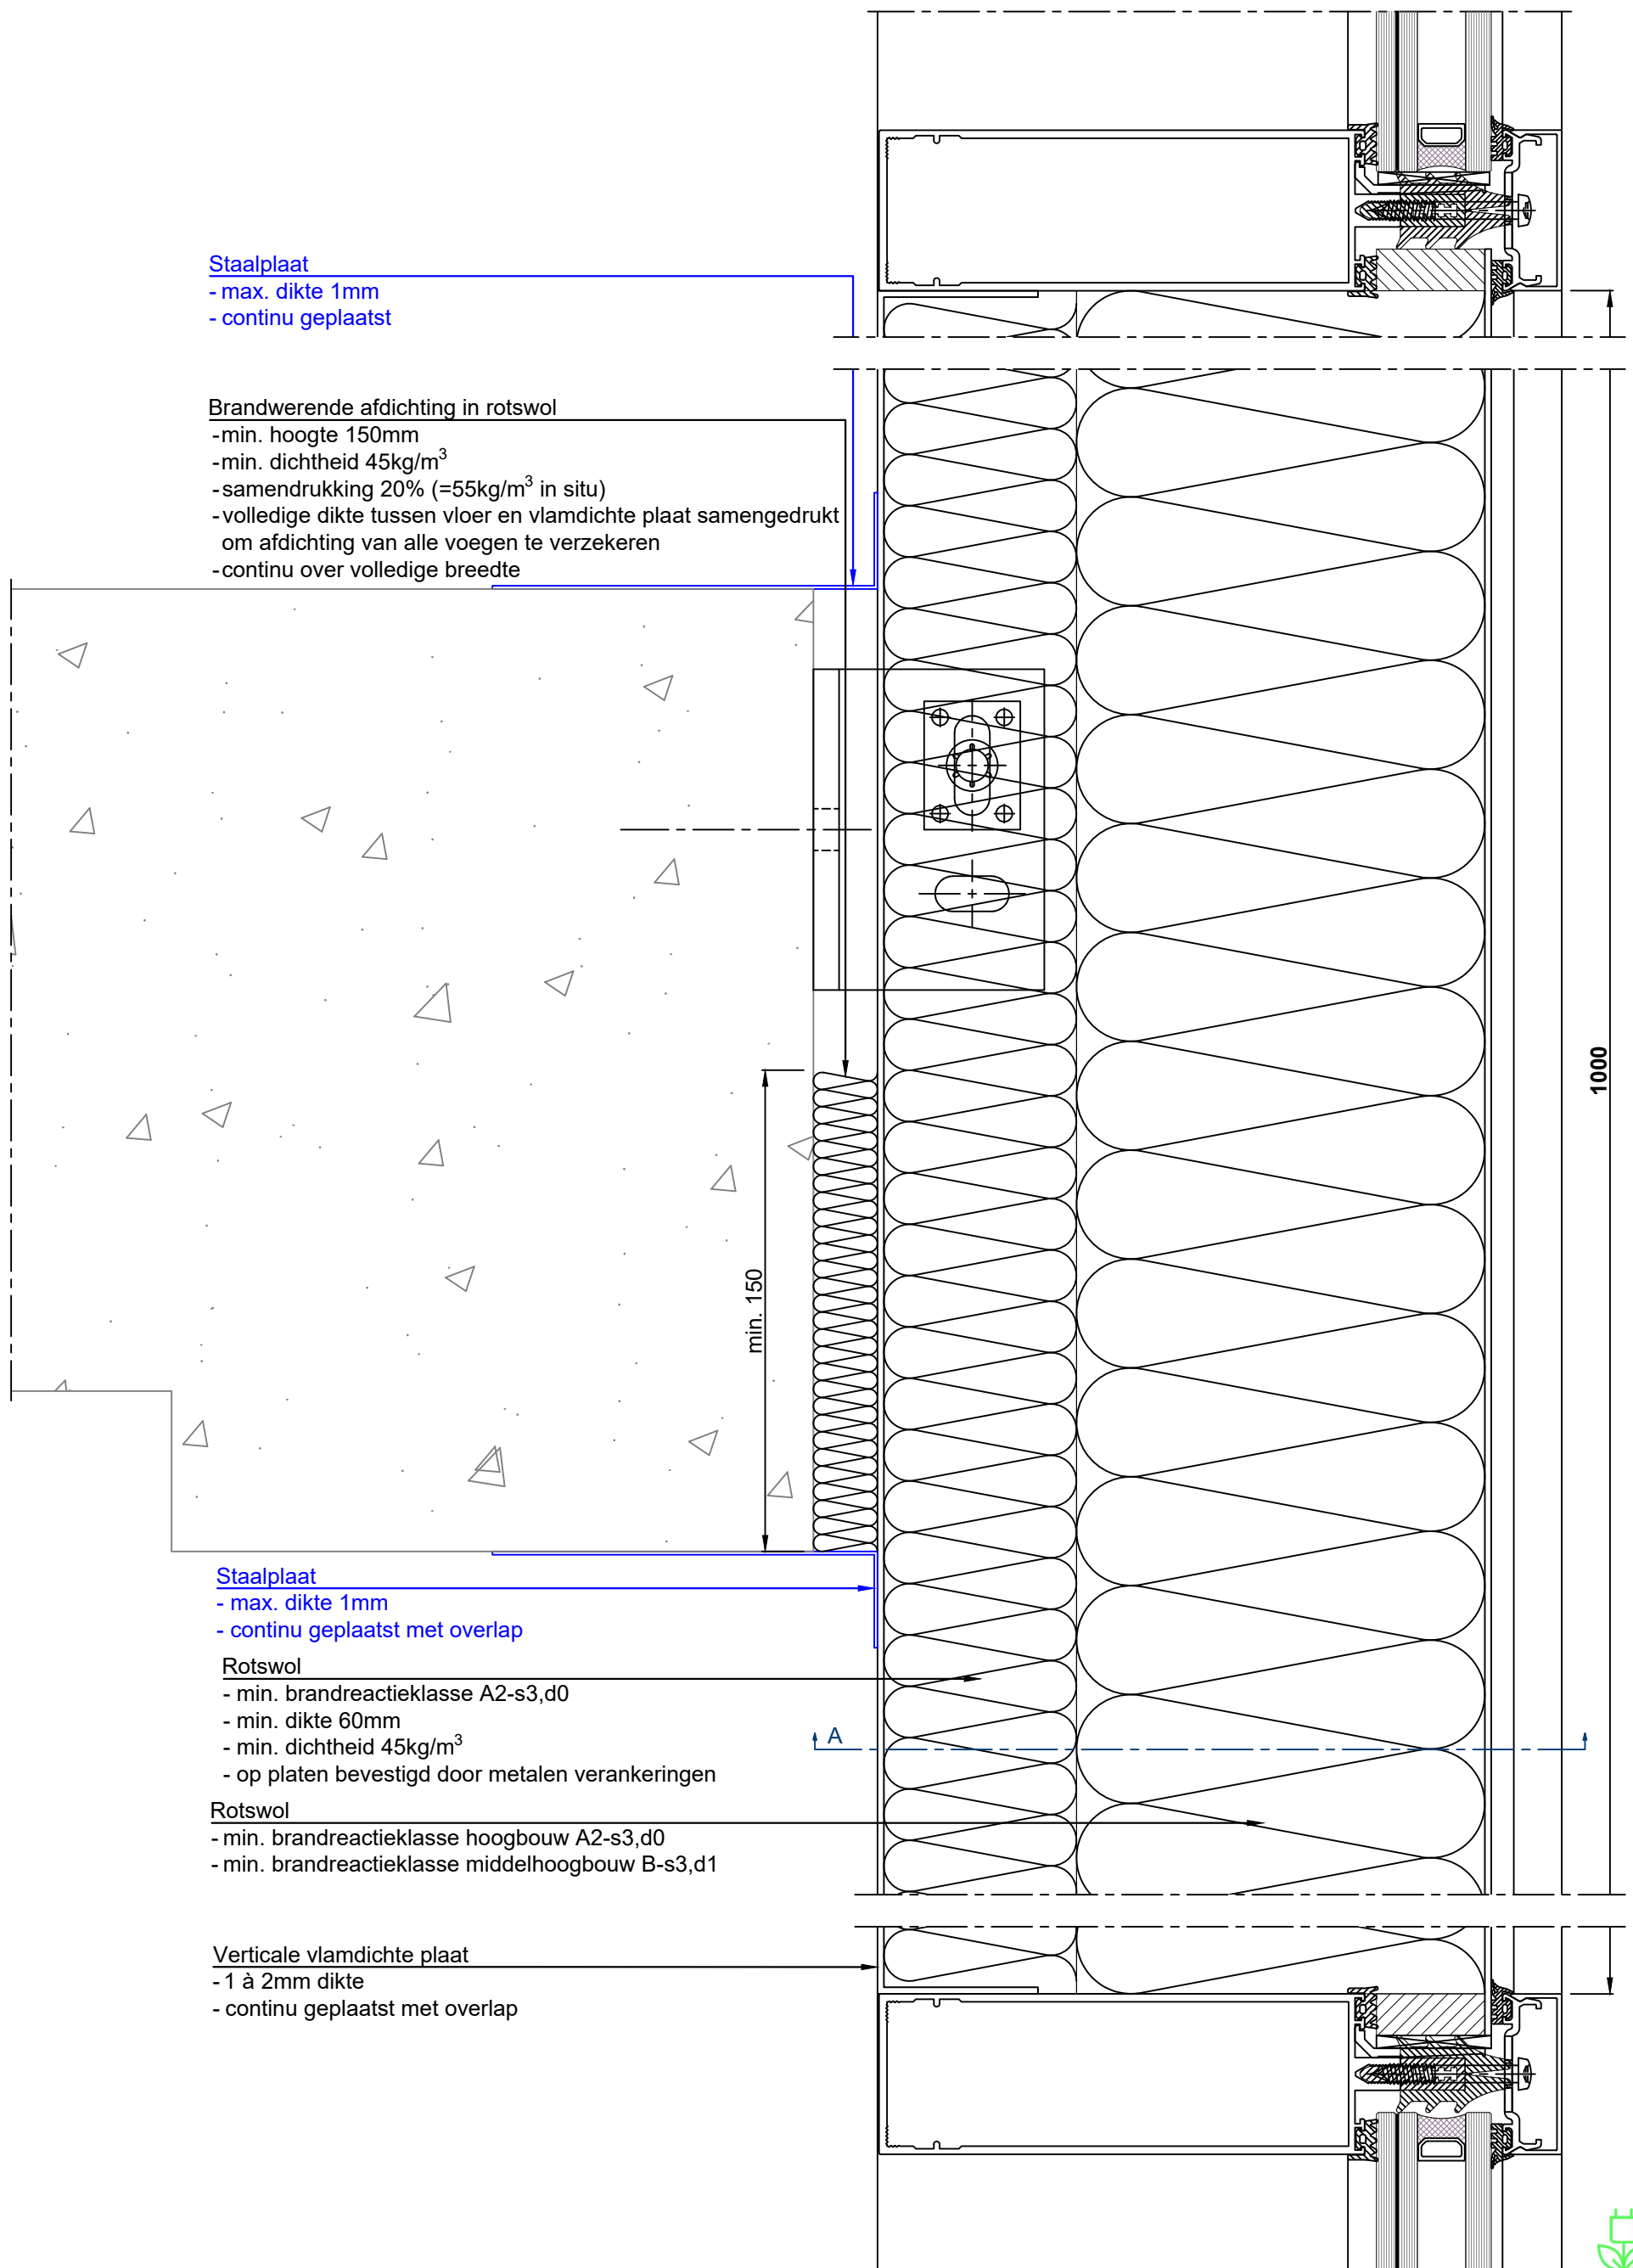 Staalplaat
- max. dikte 1mm
- continu geplaatst
Brandwerende afdichting in rotswol
- min. hoogte 150mm
- min. dichtheid 45kg/m³
- samendrukking 20% (=55kg/m³ in situ)
- volledige dikte tussen vloer en vlamdichte plaat samengedrukt
om afdichting van alle voegen te verzekeren
- continu over volledige breedte
1000
min. 150
Staalplaat
- max. dikte 1mm
- continu geplaatst met overlap
Rotswol
- min. brandreactieklasse A2-s3,d0
- min. dikte 60mm
- min. dichtheid 45kg/m³
- op platen bevestigd door metalen verankeringen
A
Rotswol
- min. brandreactieklasse hoogbouw A2-s3,d0
- min. brandreactieklasse middelhoogbouw B-s3,d1
Verticale vlamdichte plaat
- 1 à 2mm dikte
- continu geplaatst met overlap